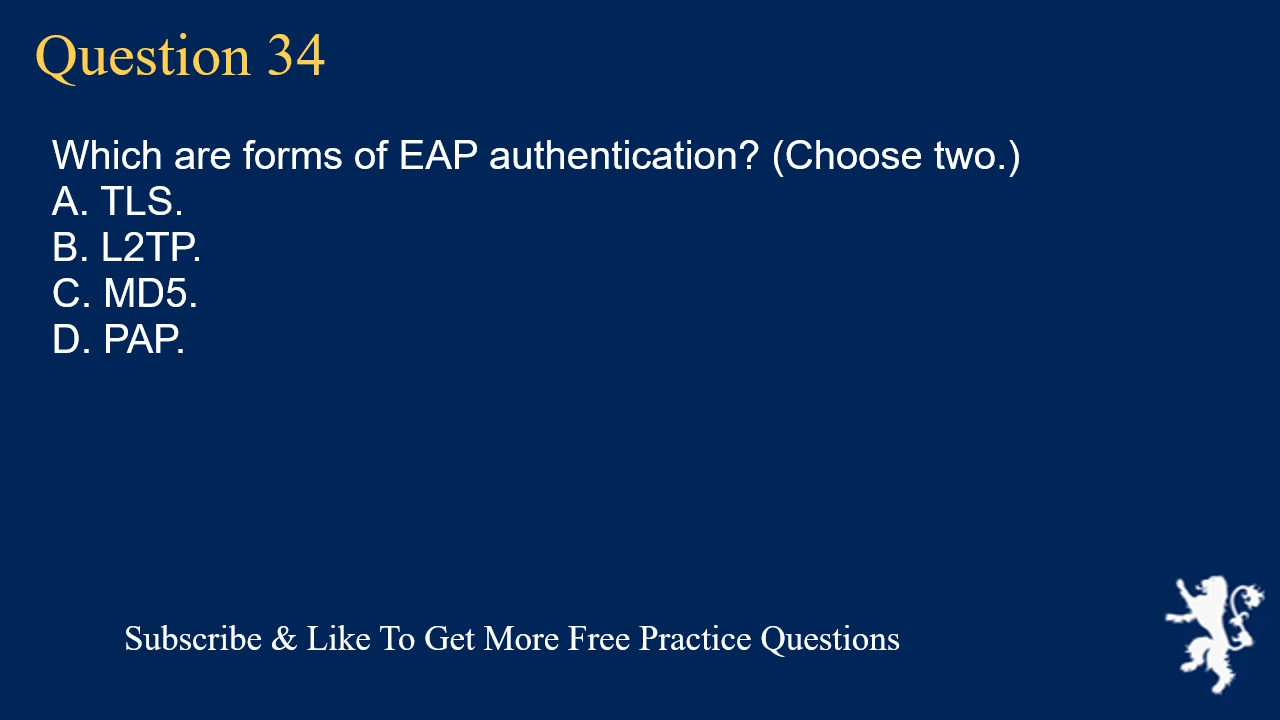 Question 34
Which are forms of EAP authentication? (Choose two.)
A. TLS.
B. L2TP.
C. MD5.
D. PAP.
Subscribe & Like To Get More Free Practice Questions